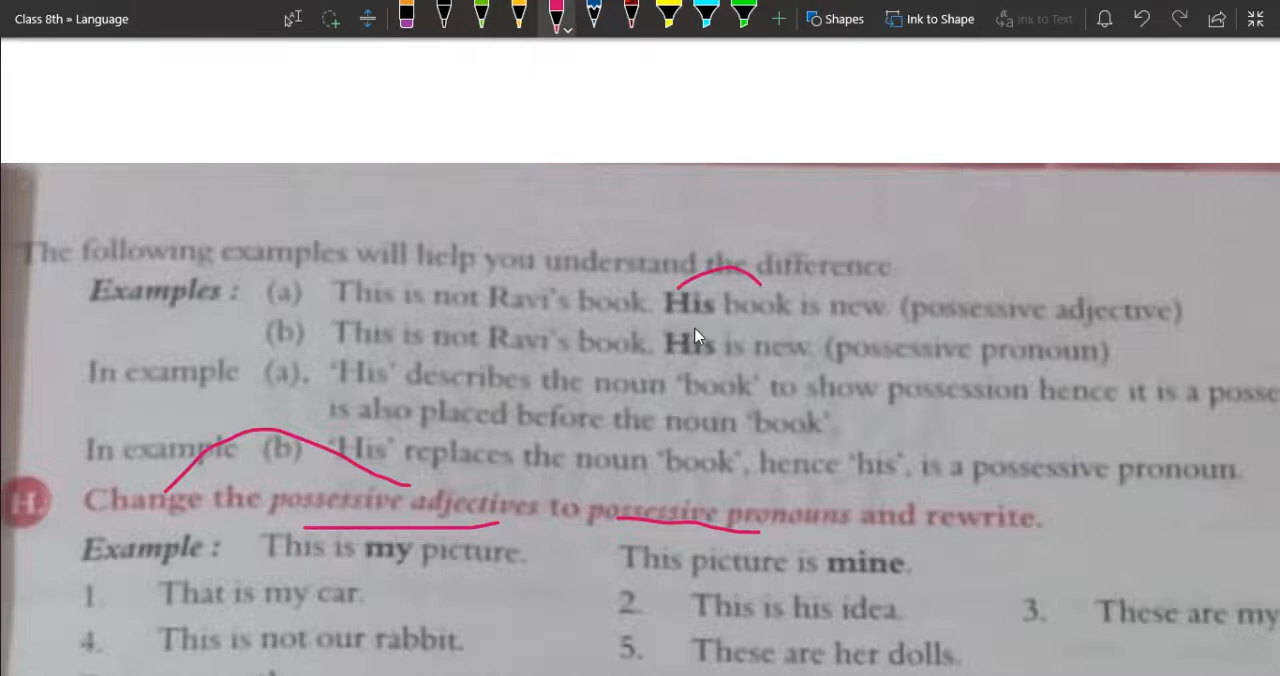 Class 8th » Language
Shapes
Ink to Shape
Ink to Text
The following examples will help you understand the difference.
Examples : (a) This is not Ravi's book. His book is new. (possessive adjective)
(b) This is not Ravi's book. His is new. (possessive pronoun)
In example (a), 'His' describes the noun 'book' to show possession hence it is a posse
is also placed before the noun 'book'.
In example (b) 'His' replaces the noun 'book', hence 'his', is a possessive pronoun.
H. Change the possessive adjectives to possessive pronouns and rewrite.
Example : This is my picture. This picture is mine.
1. That is my car. 2. This is his idea. 3. These are my
4. This is not our rabbit. 5. These are her dolls.